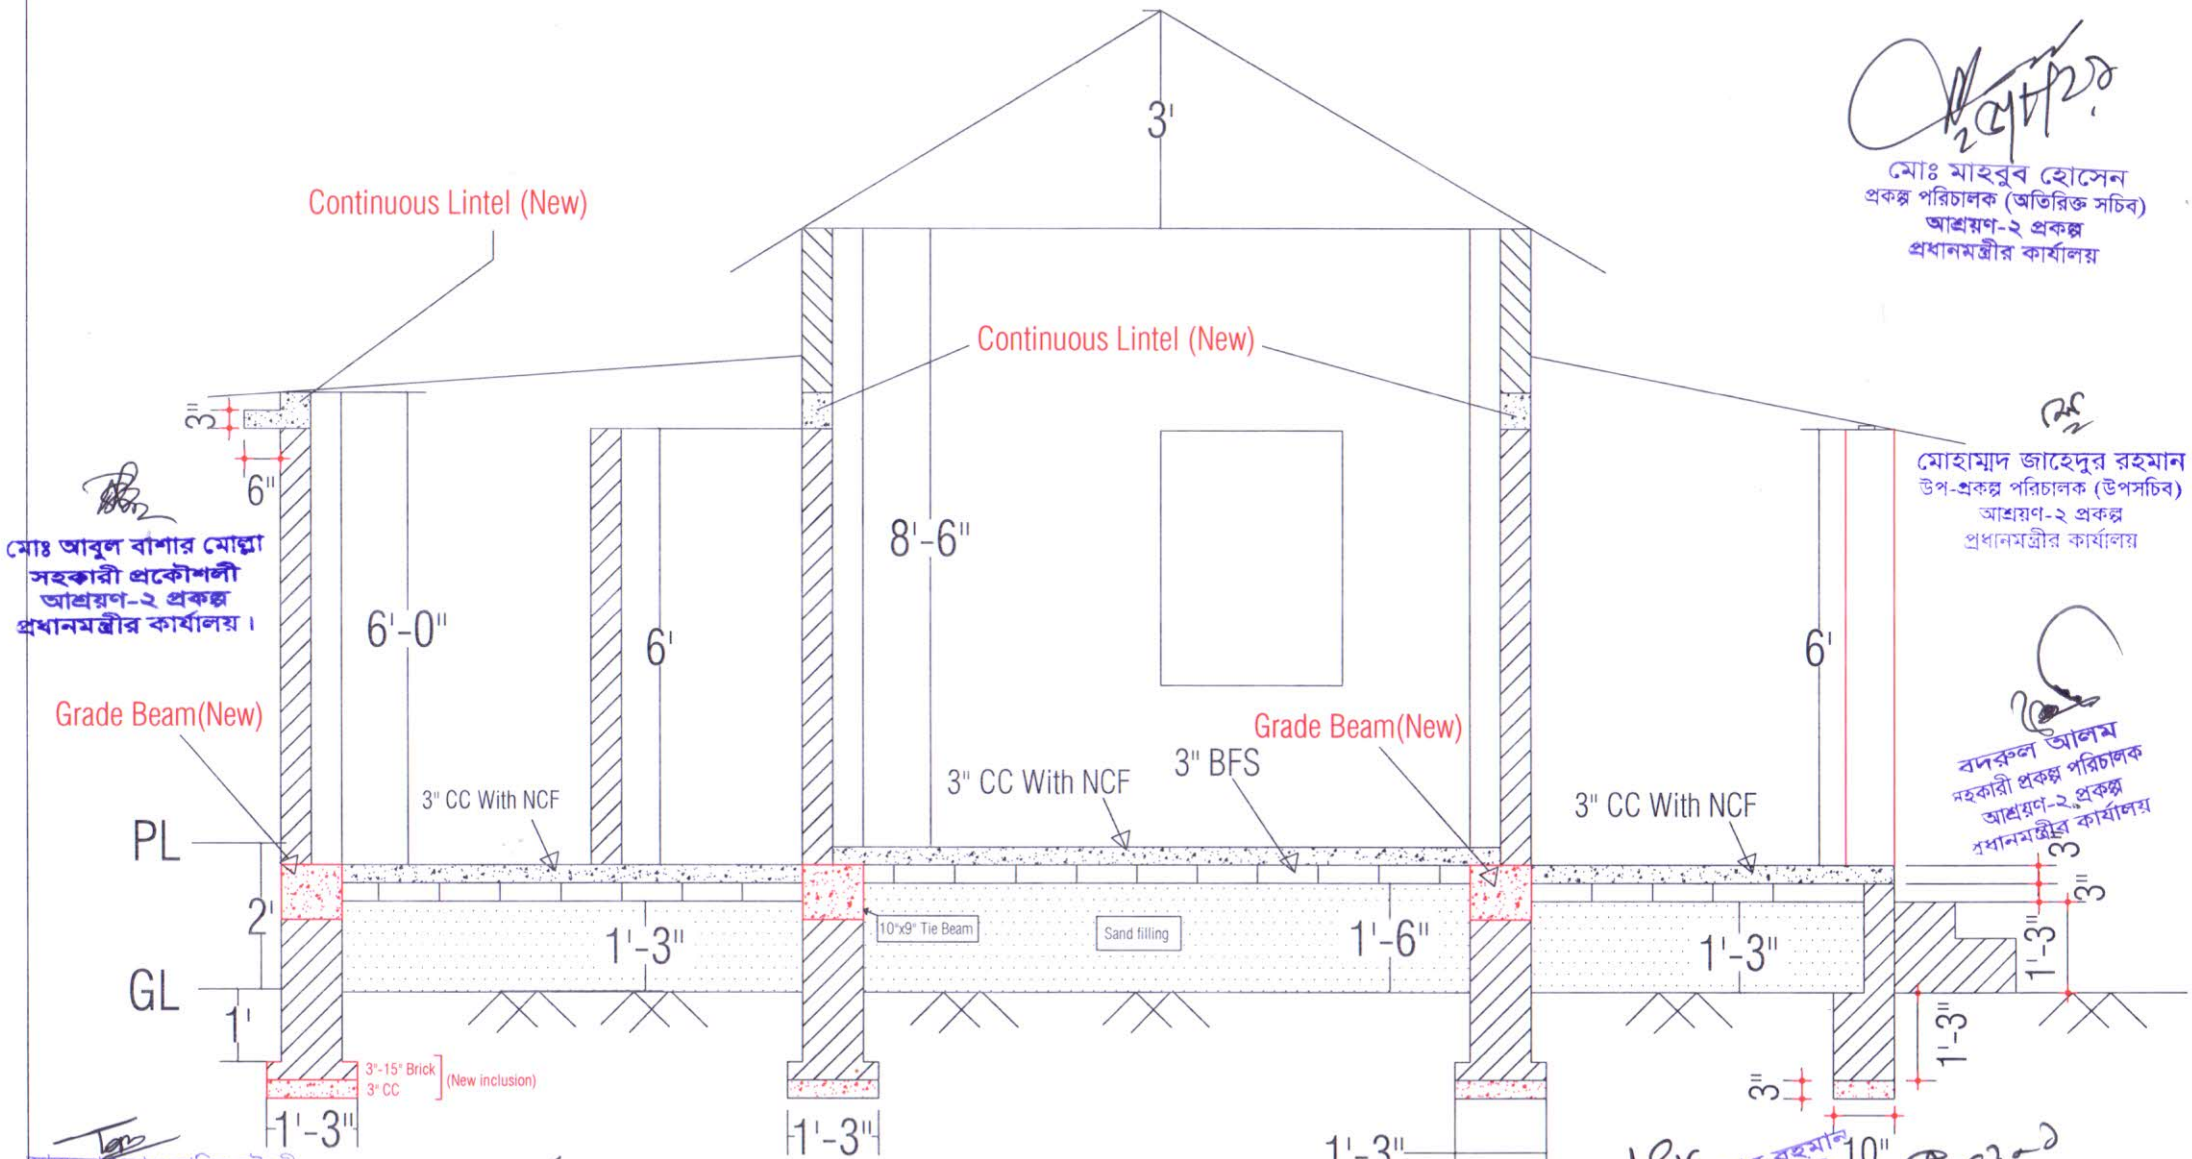 3'
মোঃ মাহবুব হোসেন
প্রকল্প পরিচালক (অতিরিক্ত সচিব)
আশ্রয়ণ-২ প্রকল্প
প্রধানমন্ত্রীর কার্যালয়
Continuous Lintel (New)
Continuous Lintel (New)
3"
6"
মোঃ আবুল বাশার মোল্লা
সহকারী প্রকৌশলী
আশ্রয়ণ-২ প্রকল্প
প্রধানমন্ত্রীর কার্যালয়।
মোহাম্মদ জাহেদুর রহমান
উপ-প্রকল্প পরিচালক (উপসচিব)
আশ্রয়ণ-২ প্রকল্প
প্রধানমন্ত্রীর কার্যালয়
8'-6"
6'-0"
6'
6'
Grade Beam(New)
Grade Beam(New)
বদরুল আলম
সহকারী প্রকল্প পরিচালক
আশ্রয়ণ-২ প্রকল্প
প্রধানমন্ত্রীর কার্যালয়
3" CC With NCF
3" CC With NCF
3" BFS
3" CC With NCF
PL
2'
GL
1'
1'-3"
10"x9" Tie Beam
Sand filling
1'-6"
1'-3"
3"
3"
1'-3"
1'-3"
3"
3"-15" Brick
3" CC
(New inclusion)
1'-3"
1'-3"
1'-3"
10"
রহমান